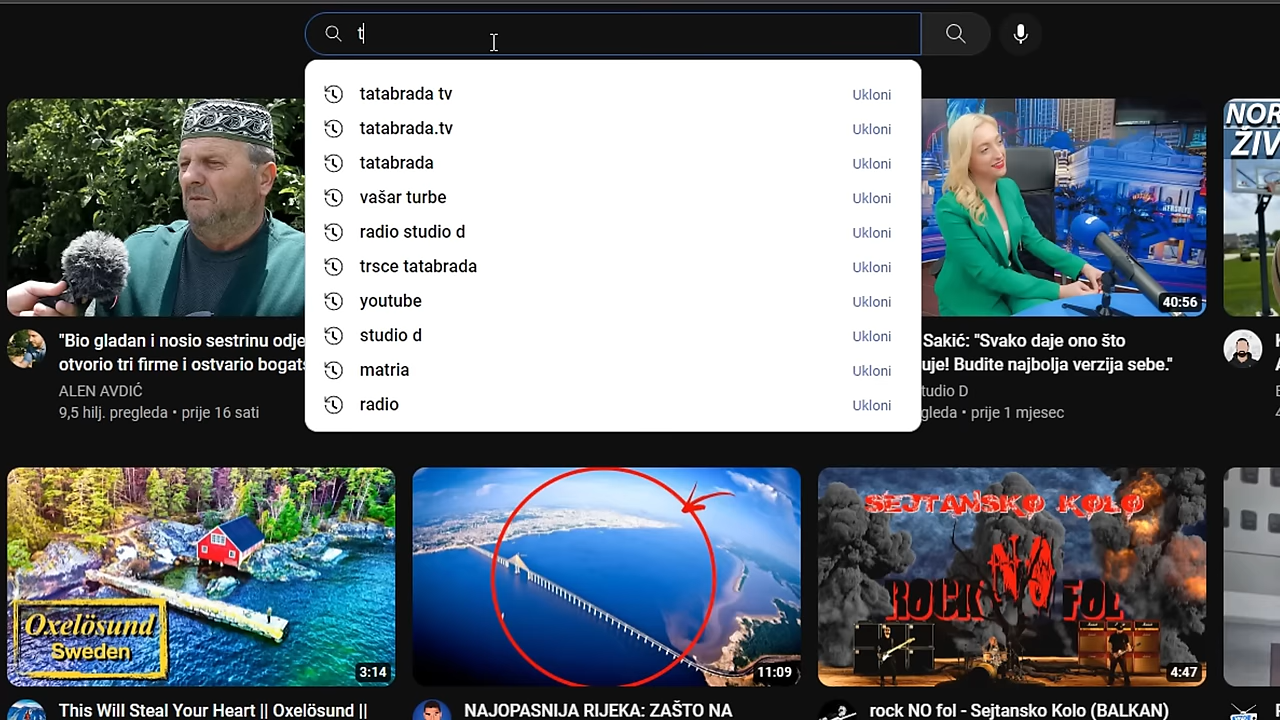 t
tatabrada tv
Ukloni
tatabrada.tv
Ukloni
tatabrada
Ukloni
vašar turbe
Ukloni
radio studio d
Ukloni
trsce tatabrada
Ukloni
youtube
Ukloni
studio d
Ukloni
matria
Ukloni
radio
Ukloni
40:56
NOR
ŽIV
"Bio gladan i nosio sestrinu odje
otvorio tri firme i ostvario bogats
ALEN AVDIĆ
9,5 hilj. pregleda • prije 16 sati
Sakić: "Svako daje ono što
uje! Budite najbolja verzija sebe."
tudio D
gleda • prije 1 mjesec
Oxelösund
Sweden
3:14
11:09
SEJTANSKO KOLO
ROCK NO FOL
4:47
This Will Steal Your Heart || Oxelösund ||
NAJOPASNIJA RIJEKA: ZAŠTO NA
rock NO fol - Sejtansko Kolo (BALKAN)